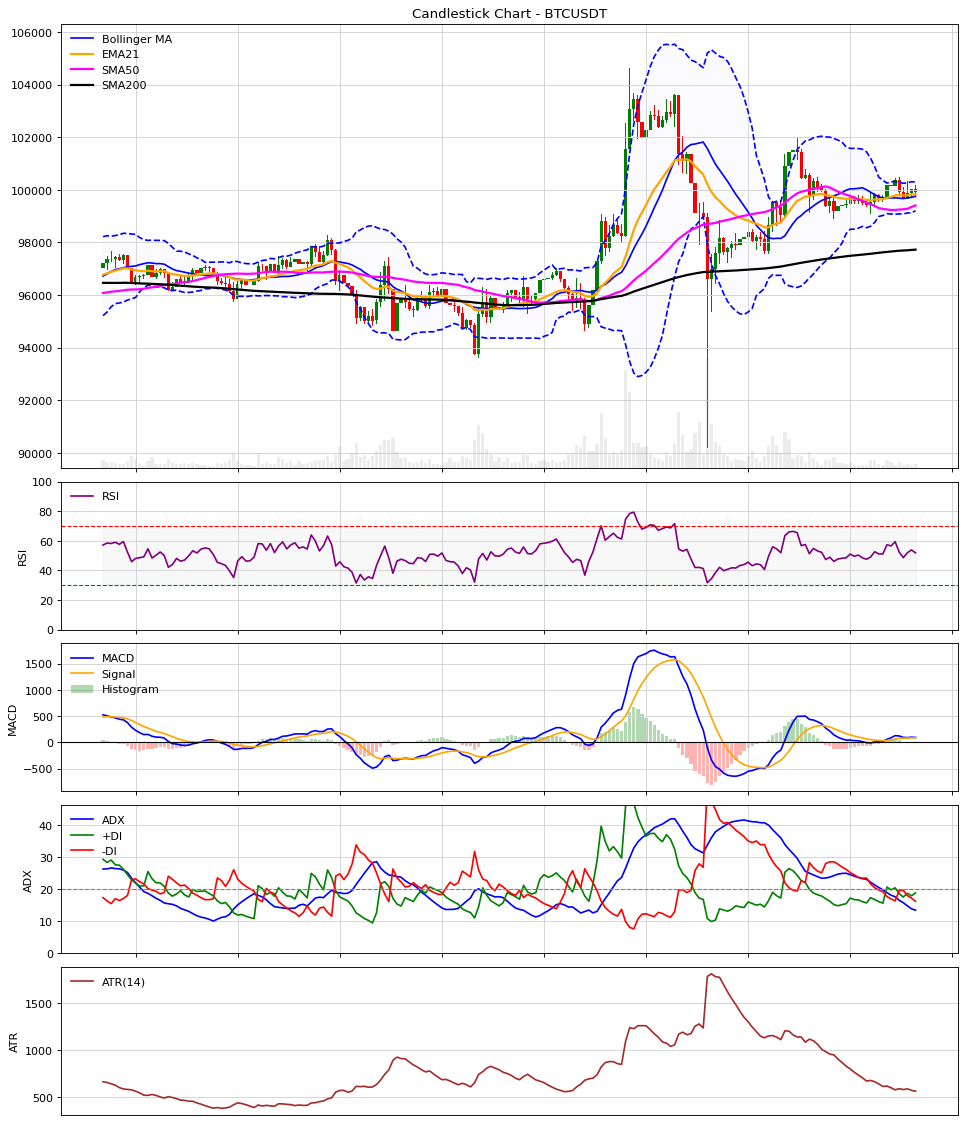 Candlestick Chart - BTCUSDT
106000
104000
102000
100000
98000
96000
94000
92000
90000
Bollinger MA
EMA21
SMA50
SMA200
100
80
60
40
20
0
RSI
RSI
1500
1000
500
0
−500
MACD
MACD
Signal
Histogram
40
30
20
10
0
ADX
ADX
+DI
-DI
1500
1000
500
ATR
ATR(14)